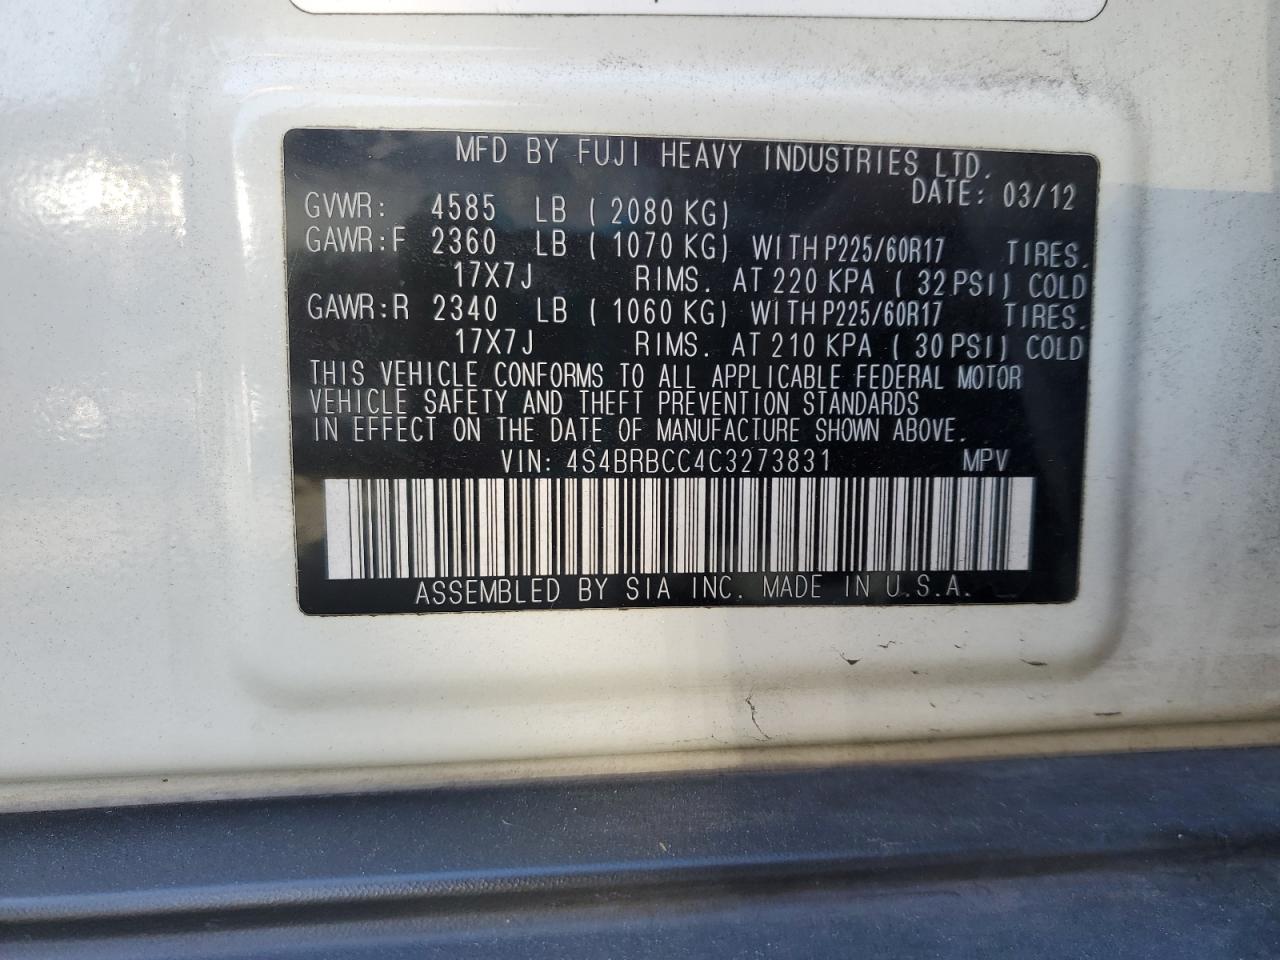 MFD BY FUJI HEAVY INDUSTRIES LTD.
DATE: 03/12
GVWR: 4585 LB ( 2080 KG)
GAWR:F 2360 LB ( 1070 KG) WITH P225/60R17 TIRES.
17X7J RIMS. AT 220 KPA ( 32 PSI) COLD
GAWR:R 2340 LB ( 1060 KG) WITH P225/60R17 TIRES.
17X7J RIMS. AT 210 KPA ( 30 PSI) COLD
THIS VEHICLE CONFORMS TO ALL APPLICABLE FEDERAL MOTOR
VEHICLE SAFETY AND THEFT PREVENTION STANDARDS
IN EFFECT ON THE DATE OF MANUFACTURE SHOWN ABOVE.
VIN: 4S4BRBCC4C3273831 MPV
ASSEMBLED BY SIA INC. MADE IN U.S.A.